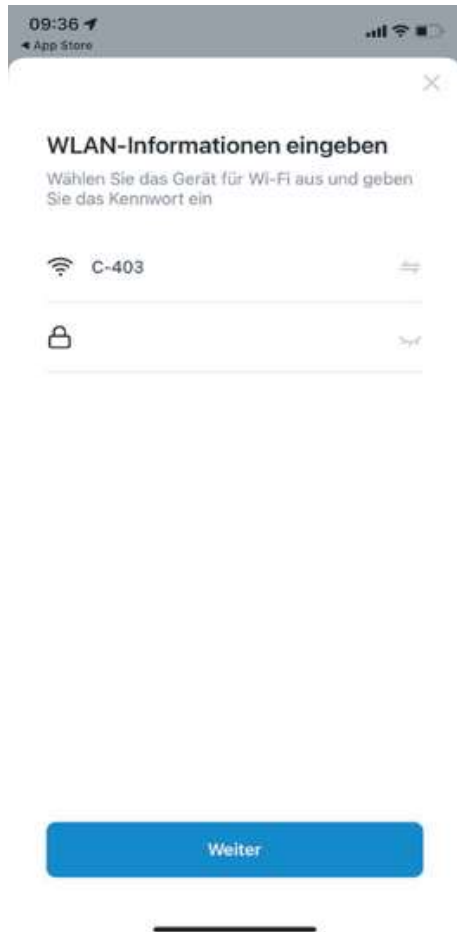 09:36
◀ App Store
WLAN-Informationen eingeben
Wählen Sie das Gerät für Wi-Fi aus und geben
Sie das Kennwort ein
C-403
Weiter